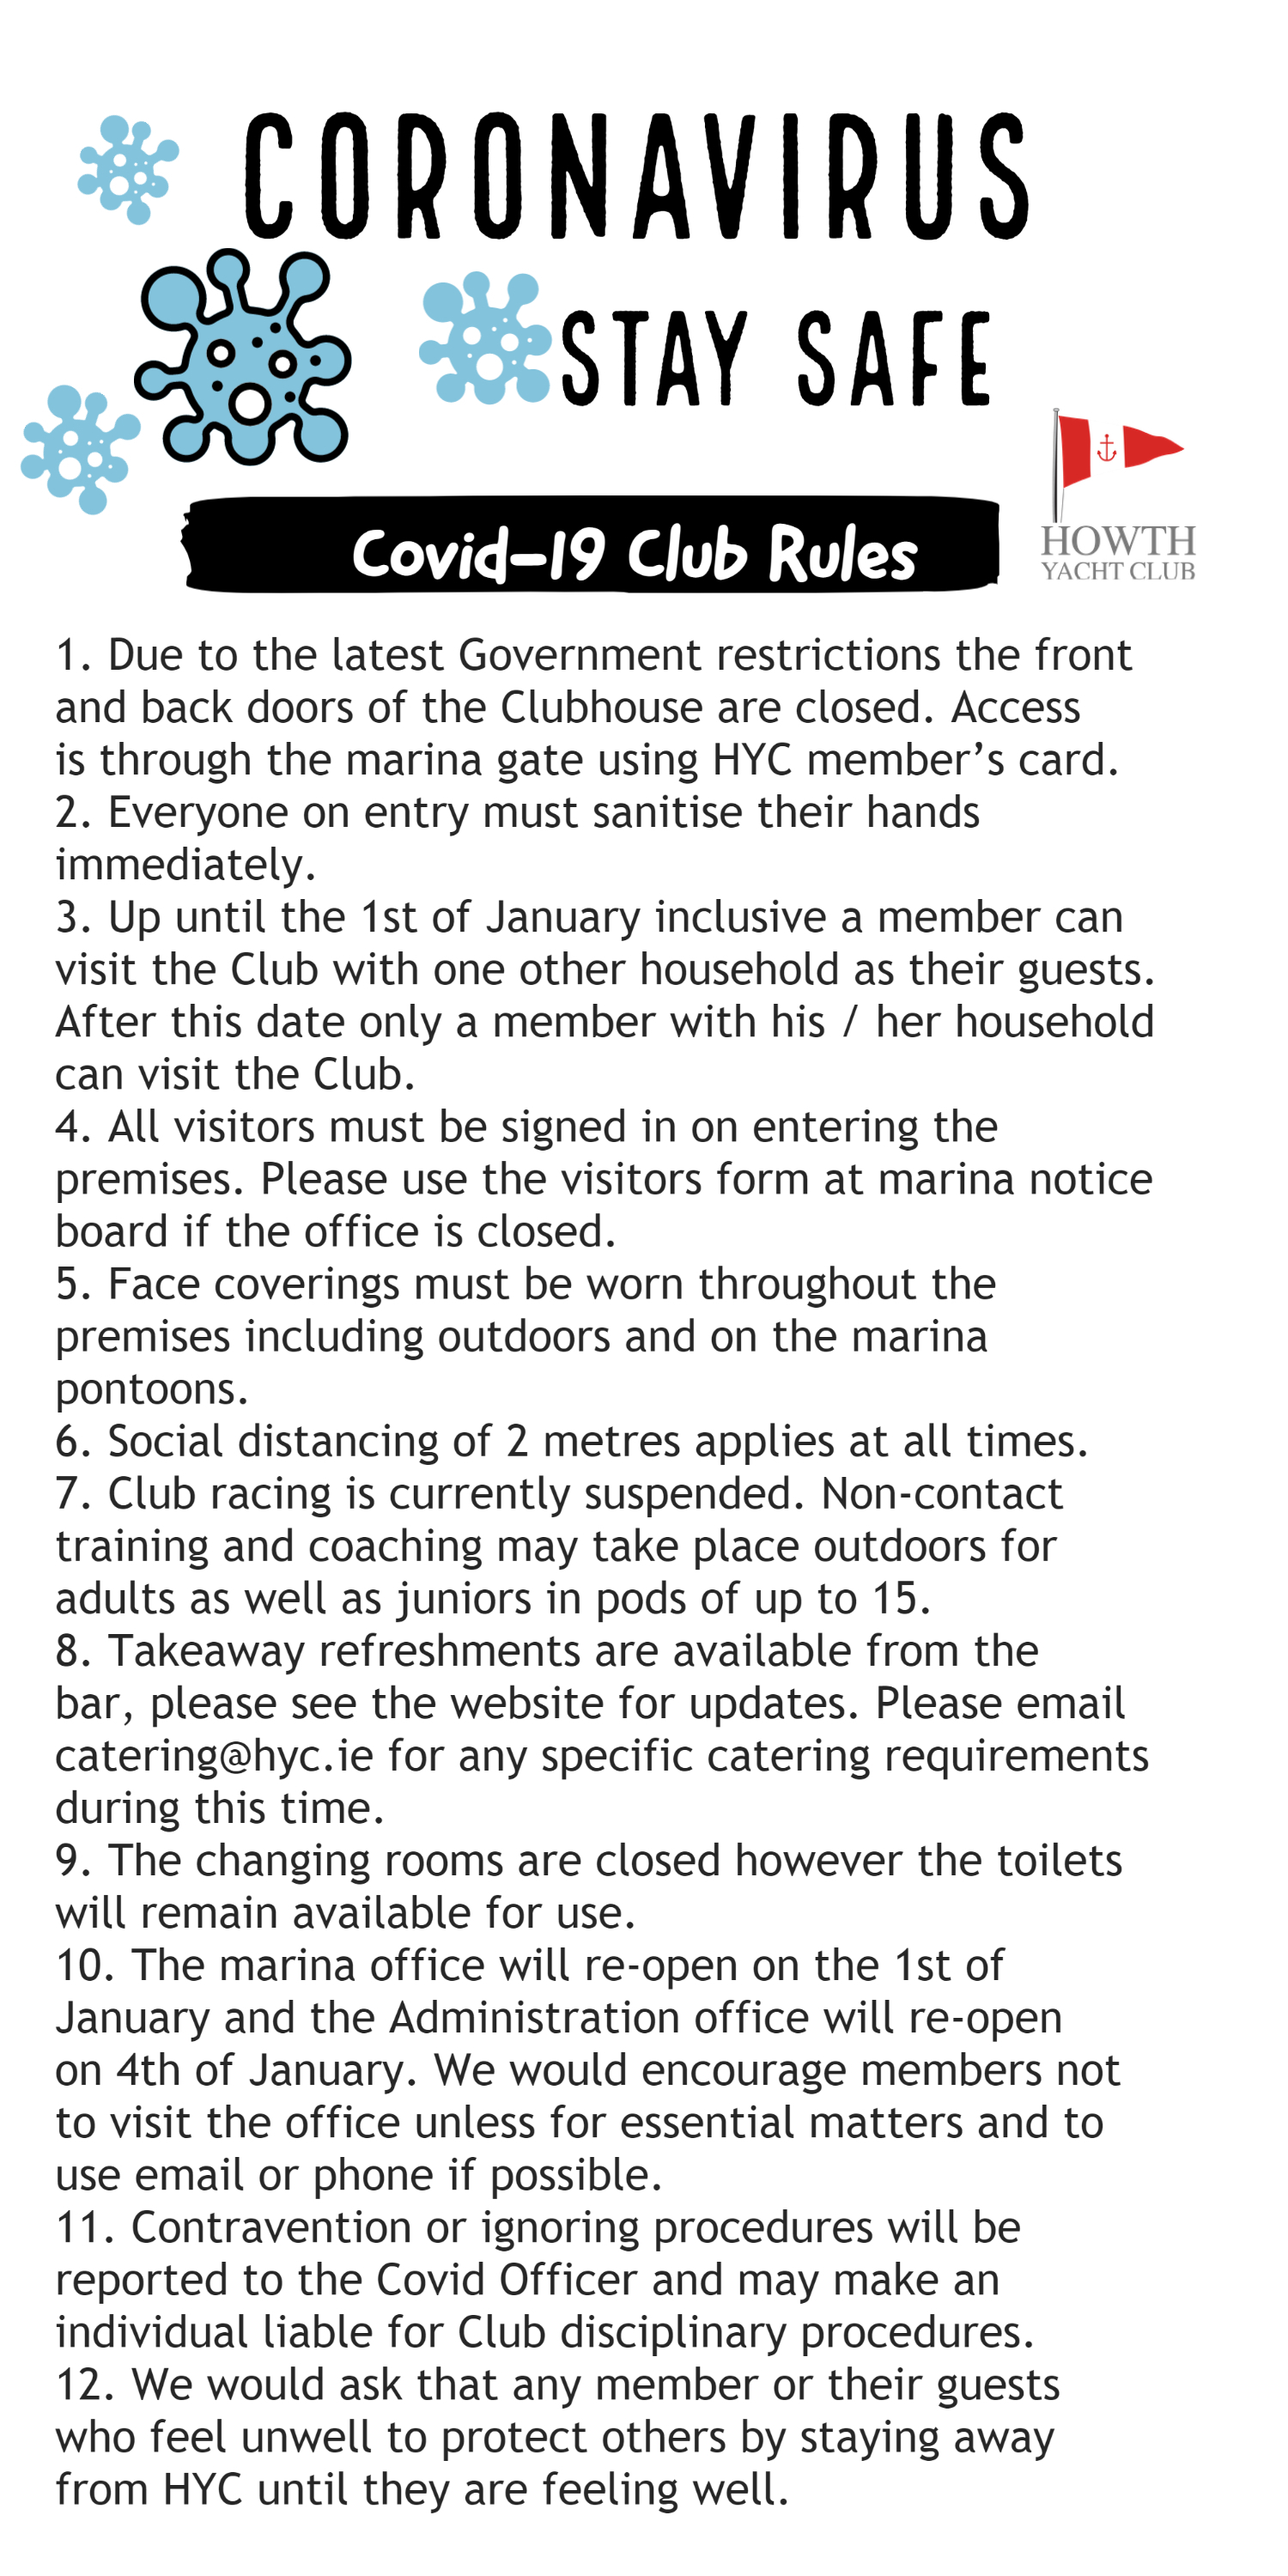 CORONAVIRUS
STAY SAFE
HOWTH
YACHT CLUB
Covid-19 Club Rules
1. Due to the latest Government restrictions the front
and back doors of the Clubhouse are closed. Access
is through the marina gate using HYC member’s card.
2. Everyone on entry must sanitise their hands
immediately.
3. Up until the 1st of January inclusive a member can
visit the Club with one other household as their guests.
After this date only a member with his / her household
can visit the Club.
4. All visitors must be signed in on entering the
premises. Please use the visitors form at marina notice
board if the office is closed.
5. Face coverings must be worn throughout the
premises including outdoors and on the marina
pontoons.
6. Social distancing of 2 metres applies at all times.
7. Club racing is currently suspended. Non-contact
training and coaching may take place outdoors for
adults as well as juniors in pods of up to 15.
8. Takeaway refreshments are available from the
bar, please see the website for updates. Please email
catering@hyc.ie for any specific catering requirements
during this time.
9. The changing rooms are closed however the toilets
will remain available for use.
10. The marina office will re-open on the 1st of
January and the Administration office will re-open
on 4th of January. We would encourage members not
to visit the office unless for essential matters and to
use email or phone if possible.
11. Contravention or ignoring procedures will be
reported to the Covid Officer and may make an
individual liable for Club disciplinary procedures.
12. We would ask that any member or their guests
who feel unwell to protect others by staying away
from HYC until they are feeling well.